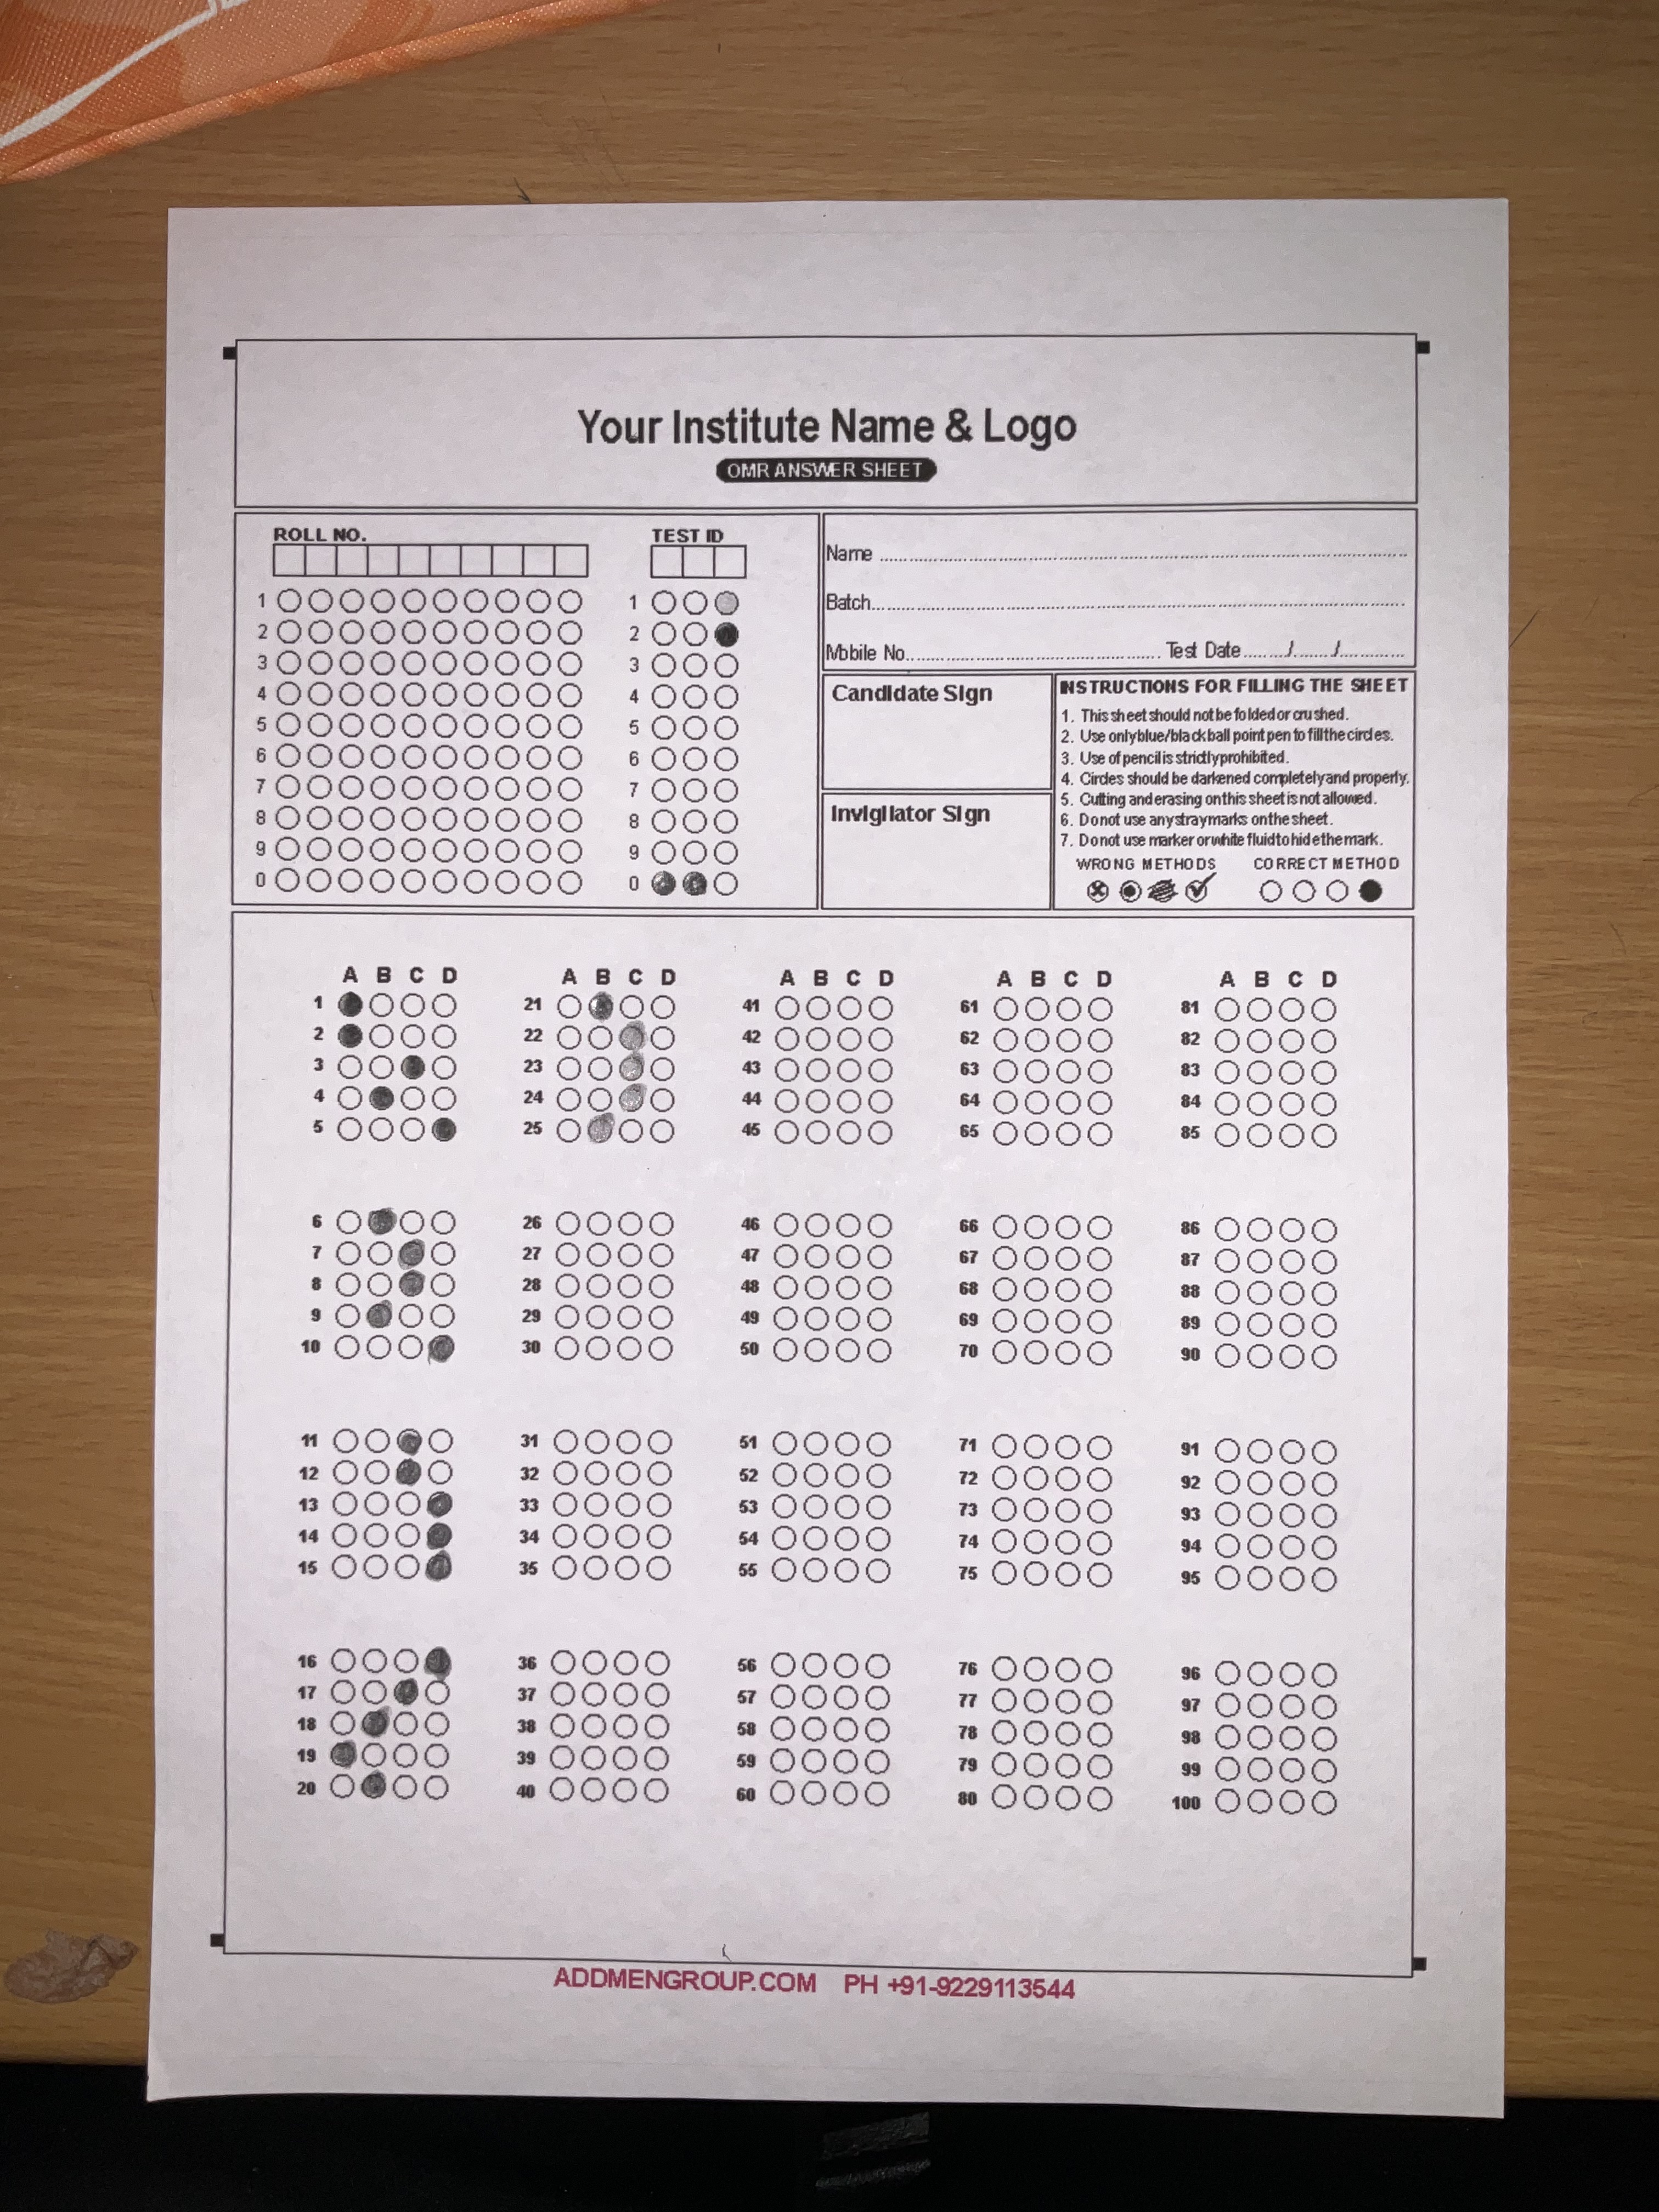 Your Institute Name & Logo
OMR ANSWER SHEET
ROLL NO.
TEST ID
1 1
2 2
3 3
4 4
5 5
6 6
7 7
8 8
9 9
0 0
Name
Batch
Mobile No. Test Date ....../....../......
Candidate Sign
Invigilator Sign
INSTRUCTIONS FOR FILLING THE SHEET
1. This sheet should not be folded or crushed.
2. Use only blue/black ball point pen to fill the circles.
3. Use of pencil is strictly prohibited.
4. Circles should be darkened completely and properly.
5. Cutting and erasing on this sheet is not allowed.
6. Do not use any stray marks on the sheet.
7. Do not use marker or white fluid to hide the mark.
WRONG METHODS CORRECT METHOD
A B C D A B C D A B C D A B C D A B C D
1 21 41 61 81
2 22 42 62 82
3 23 43 63 83
4 24 44 64 84
5 25 45 65 85
6 26 46 66 86
7 27 47 67 87
8 28 48 68 88
9 29 49 69 89
10 30 50 70 90
11 31 51 71 91
12 32 52 72 92
13 33 53 73 93
14 34 54 74 94
15 35 55 75 95
16 36 56 76 96
17 37 57 77 97
18 38 58 78 98
19 39 59 79 99
20 40 60 80 100
ADDMENGROUP.COM PH +91-9229113544